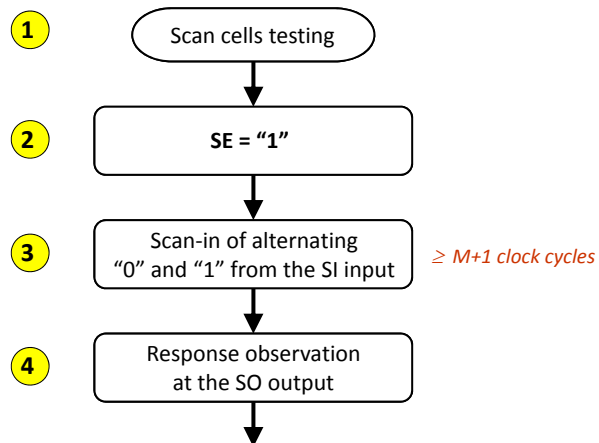 1
Scan cells testing
2
SE = “1”
3
Scan-in of alternating
“0” and “1” from the SI input
≥ M+1 clock cycles
4
Response observation
at the SO output